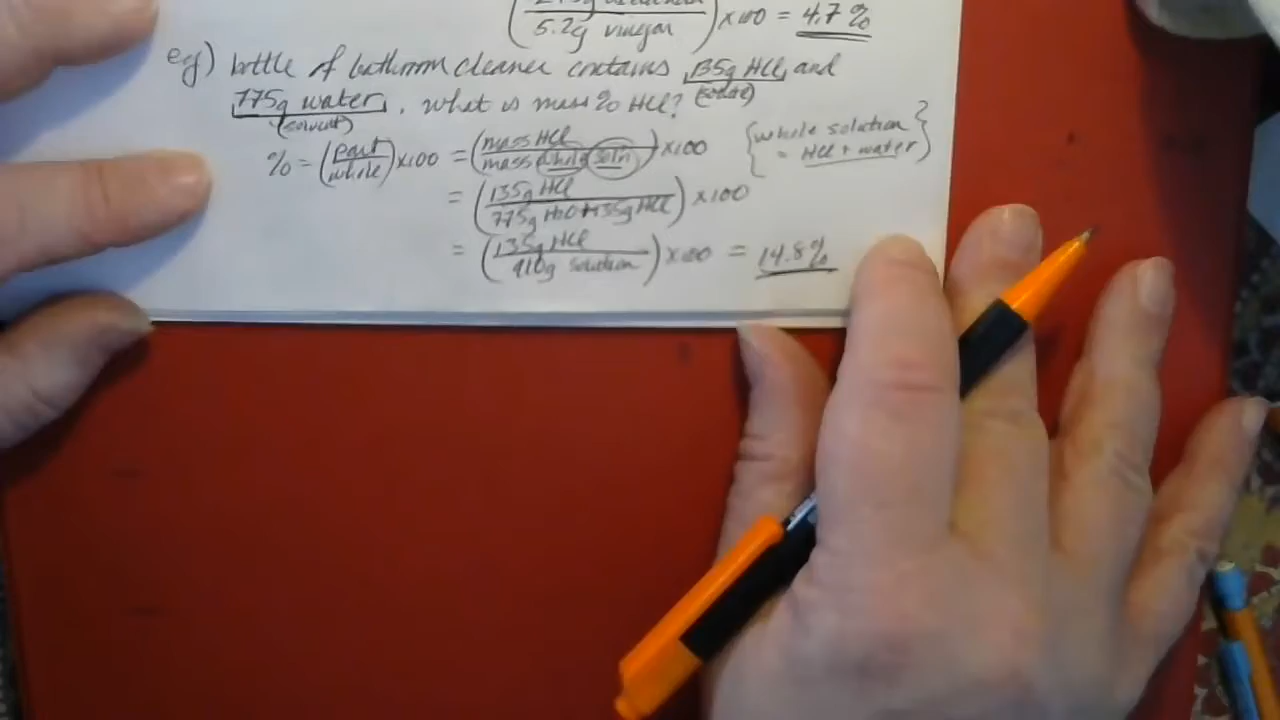 5.2g vinegar ) x100 = 4.7%
eg) bottle of bathroom cleaner contains 135g HCl and
(solute)
775g water. What is mass % HCl?
(solvent)
% = (part/whole) x100 = (mass HCl/mass whole soln) x100 {whole solution = HCl + water}
= (135g HCl/775g H2O + 135g HCl) x100
= (135g HCl/910g solution) x100 = 14.8%